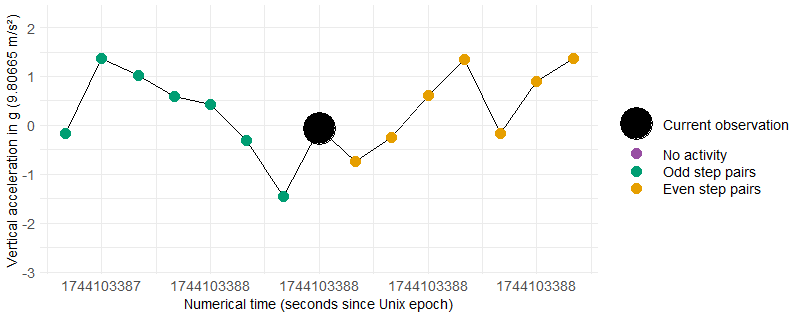 Vertical acceleration in g (9.80665 m/s²)
2
1
0
-1
-2
-3
1744103387 1744103388 1744103388 1744103388 1744103388
Numerical time (seconds since Unix epoch)
Current observation
No activity
Odd step pairs
Even step pairs